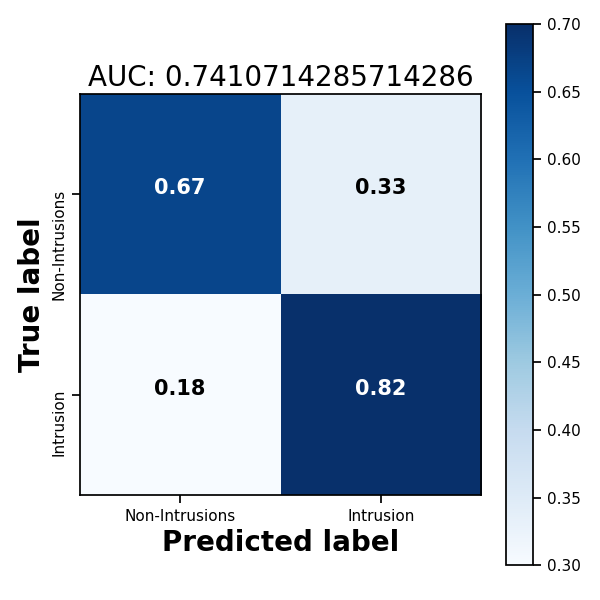 AUC: 0.7410714285714286
0.70
0.65
0.60
0.55
0.50
0.45
0.40
0.35
0.30
True label
Non-Intrusions
Intrusion
0.67
0.33
0.18
0.82
Non-Intrusions
Intrusion
Predicted label